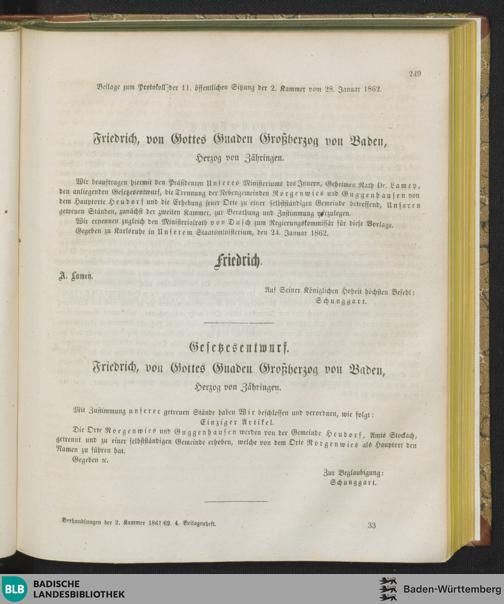 249
Beilage zum Protokoll der 11. öffentlichen Sitzung der 2. Kammer vom 28. Januar 1862.
Friedrich, von Gottes Gnaden Großherzog von Baden,
Herzog von Zähringen.
Wir beauftragen hiermit den Präsidenten Unseres Ministeriums des Innern, Geheimen Rath Dr. Lamey,
den anliegenden Gesetzesentwurf, die Trennung der Nebengemeinden Rorgenwies und Guggenhausen von
dem Hauptorte Heudorf und die Erhebung jener Orte zu einer selbstständigen Gemeinde betreffend, Unseren
getreuen Ständen, zunächst der zweiten Kammer, zur Berathung und Zustimmung vorzulegen.
Wir ernennen zugleich den Ministerialrath von Dusch zum Regierungskommissär für diese Vorlage.
Gegeben zu Karlsruhe in Unserem Staatsministerium, den 24. Januar 1862.
Friedrich.
A. Lamey.
Auf Seiner Königlichen Hoheit höchsten Befehl:
Schunggart.
Gesetzesentwurf.
Friedrich, von Gottes Gnaden Großherzog von Baden,
Herzog von Zähringen.
Mit Zustimmung unserer getreuen Stände haben Wir beschlossen und verordnen, wie folgt:
Einziger Artikel.
Die Orte Rorgenwies und Guggenhausen werden von der Gemeinde Heudorf, Amts Stockach,
getrennt und zu einer selbstständigen Gemeinde erhoben, welche von dem Orte Rorgenwies als Hauptort den
Namen zu führen hat.
Gegeben ꝛc.
Zur Beglaubigung:
Schunggart.
Verhandlungen der 2. Kammer 1861/62. 4. Beilagenheft.
33
BLB
BADISCHE
LANDESBIBLIOTHEK
Baden-Württemberg